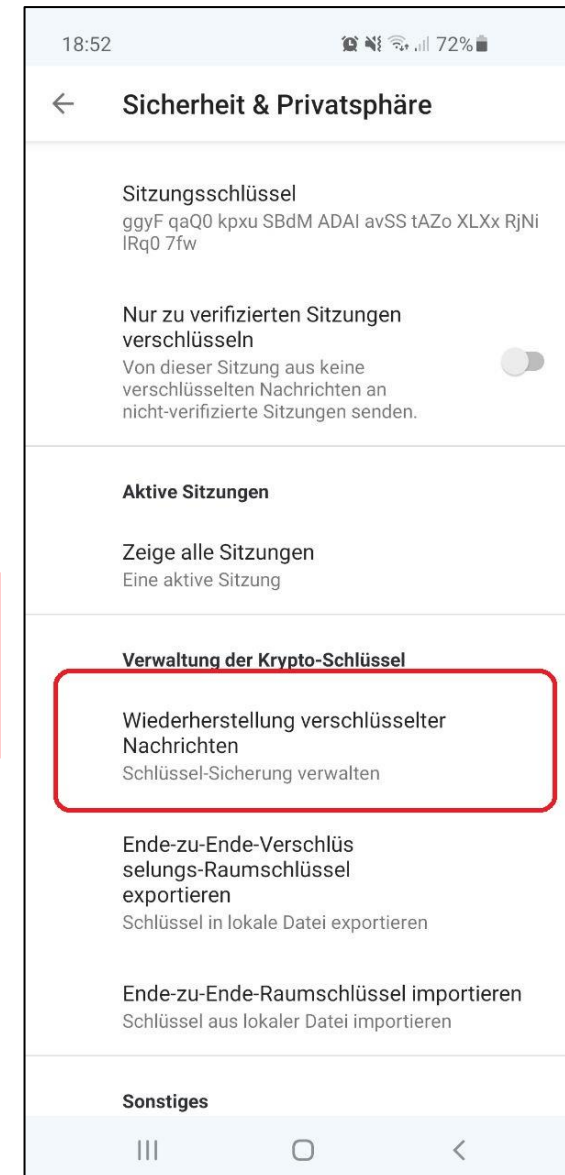 18:52 72%
Sicherheit & Privatsphäre
Sitzungsschlüssel
ggyF qaQ0 kpxu SBdM ADAI avSS tAZo XLXx RjNi
IRq0 7fw
Nur zu verifizierten Sitzungen
verschlüsseln
Von dieser Sitzung aus keine
verschlüsselten Nachrichten an
nicht-verifizierte Sitzungen senden.
Aktive Sitzungen
Zeige alle Sitzungen
Eine aktive Sitzung
Verwaltung der Krypto-Schlüssel
Wiederherstellung verschlüsselter
Nachrichten
Schlüssel-Sicherung verwalten
Ende-zu-Ende-Verschlüs
selungs-Raumschlüssel
exportieren
Schlüssel in lokale Datei exportieren
Ende-zu-Ende-Raumschlüssel importieren
Schlüssel aus lokaler Datei importieren
Sonstiges